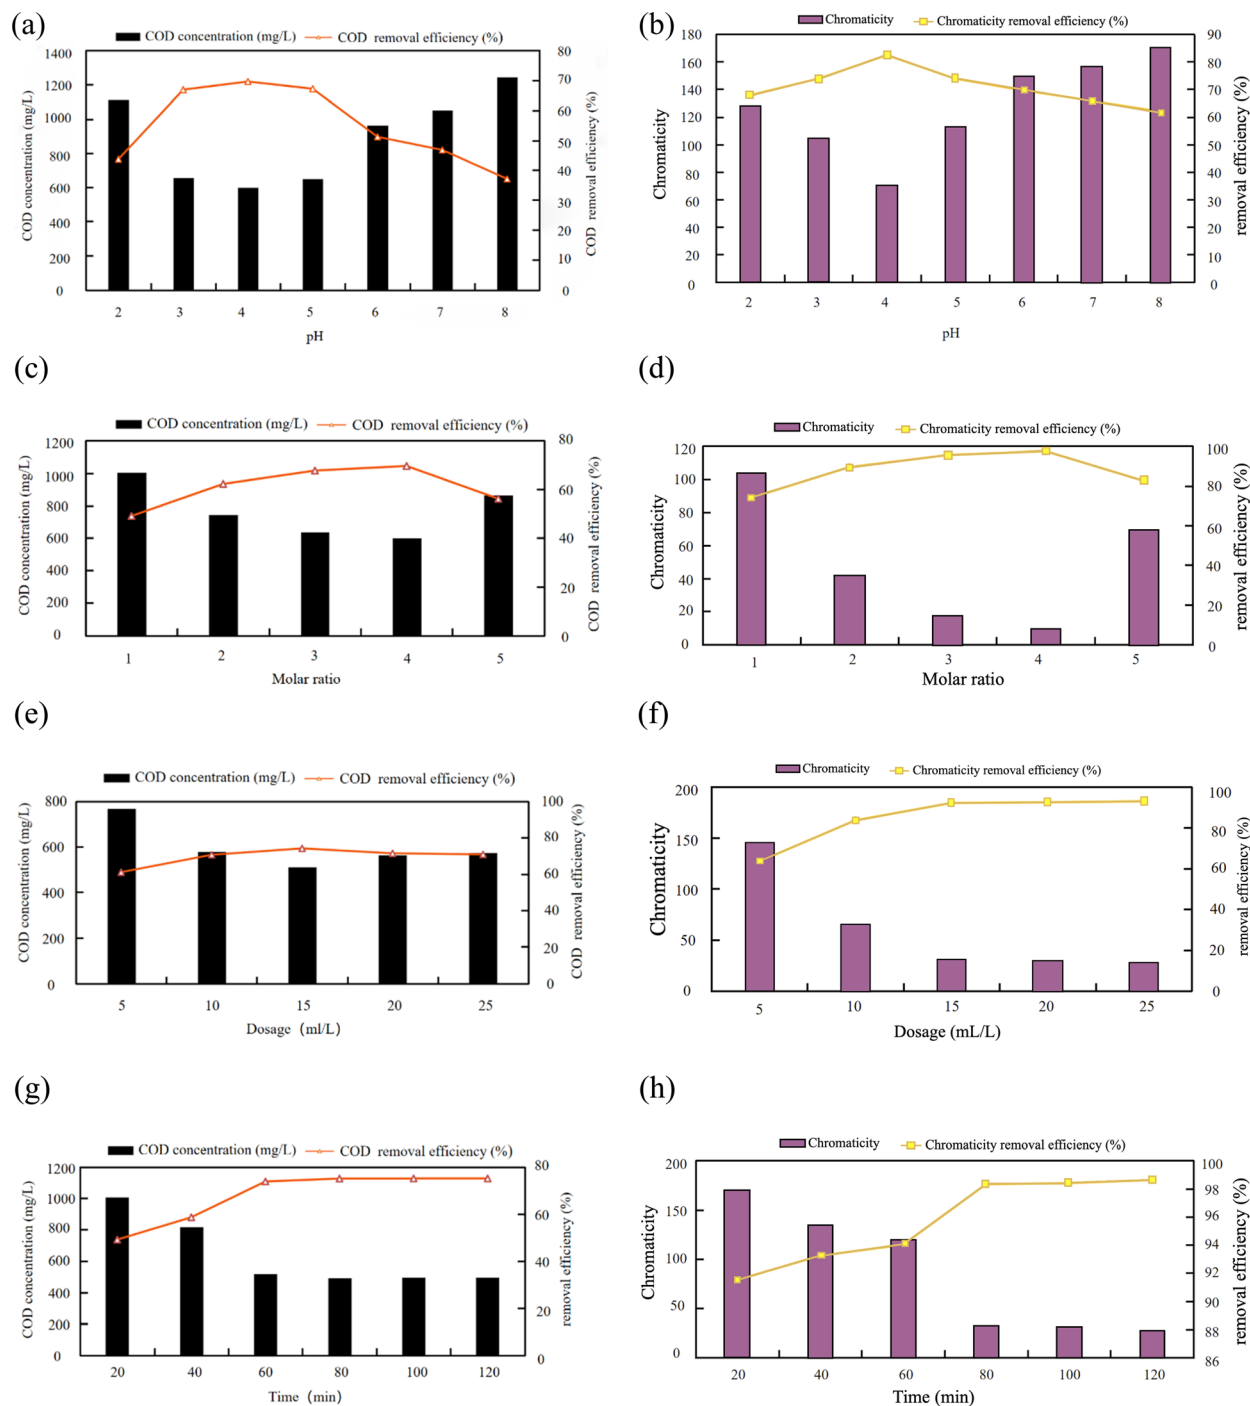 (a)
COD concentration (mg/L) COD removal efficiency (%)
COD concentration (mg/L)
1400
1200
1000
800
600
400
200
0
80
70
60
50
40
30
20
10
0
COD removal efficiency (%)
2 3 4 5 6 7 8
pH
(b)
Chromaticity Chromaticity removal efficiency (%)
Chromaticity
180
160
140
120
100
80
60
40
20
0
90
80
70
60
50
40
30
20
10
0
removal efficiency (%)
2 3 4 5 6 7 8
pH
(c)
COD concentration (mg/L) COD removal efficiency (%)
COD concentration (mg/L)
1200
1000
800
600
400
200
0
80
60
40
20
0
COD removal efficiency (%)
1 2 3 4 5
Molar ratio
(d)
Chromaticity Chromaticity removal efficiency (%)
Chromaticity
120
100
80
60
40
20
0
100
80
60
40
20
0
removal efficiency (%)
1 2 3 4 5
Molar ratio
(e)
COD concentration (mg/L) COD removal efficiency (%)
COD concentration (mg/L)
800
600
400
200
0
100
80
60
40
20
0
COD removal efficiency (%)
5 10 15 20 25
Dosage (ml/L)
(f)
Chromaticity Chromaticity removal efficiency (%)
Chromaticity
200
150
100
50
0
100
80
60
40
20
0
removal efficiency (%)
5 10 15 20 25
Dosage (mL/L)
(g)
COD concentration (mg/L) COD removal efficiency (%)
COD concentration (mg/L)
1200
1000
800
600
400
200
0
80
60
40
20
0
removal efficiency (%)
20 40 60 80 100 120
Time (min)
(h)
Chromaticity Chromaticity removal efficiency (%)
Chromaticity
200
150
100
50
0
100
98
96
94
92
90
88
86
removal efficiency (%)
20 40 60 80 100 120
Time (min)